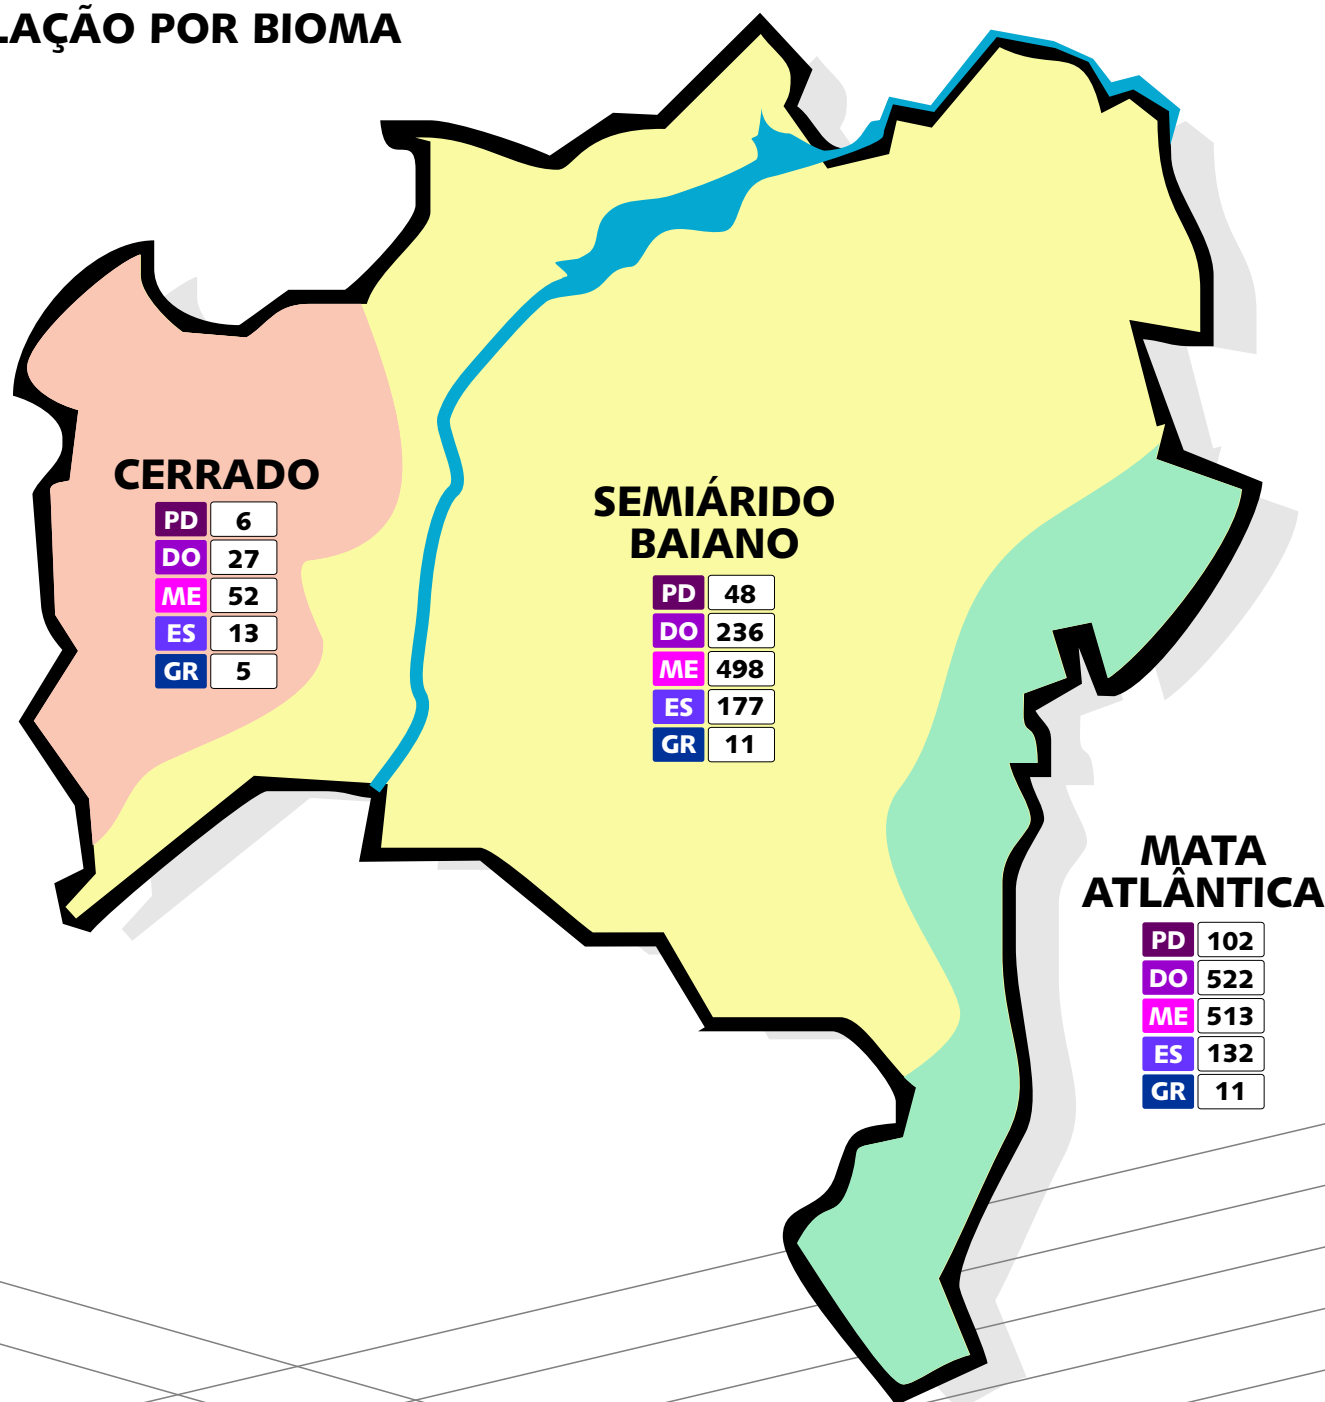 LAÇÃO POR BIOMA
CERRADO
PD 6
DO 27
ME 52
ES 13
GR 5
SEMIÁRIDO
BAIANO
PD 48
DO 236
ME 498
ES 177
GR 11
MATA
ATLÂNTICA
PD 102
DO 522
ME 513
ES 132
GR 11